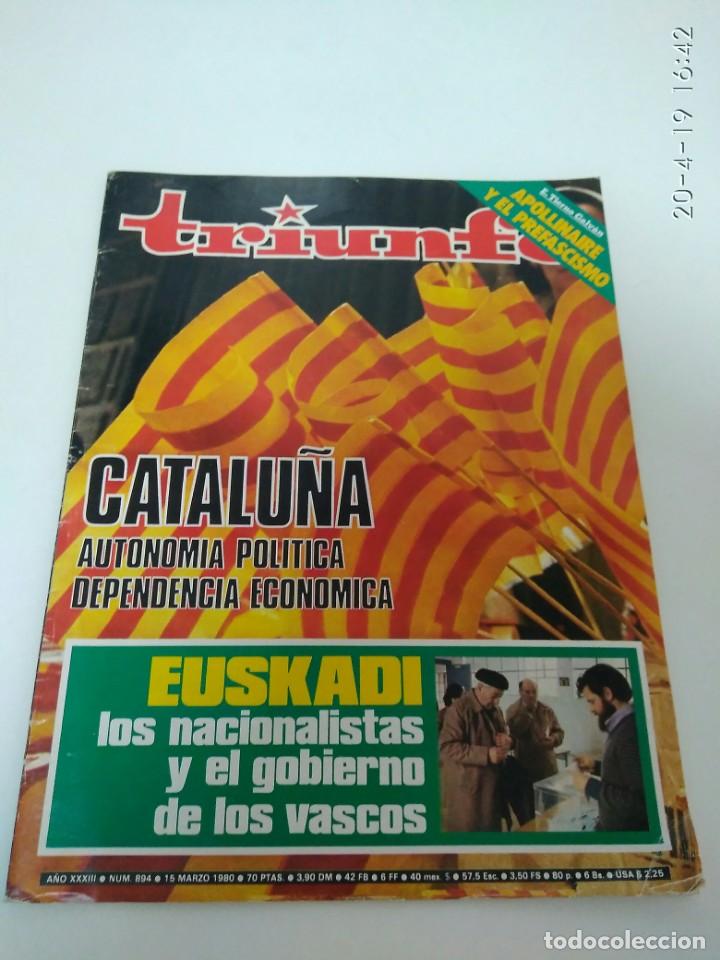 20-4-19 16:42
triunfo
E. Tierno Galván
APOLLINAIRE
Y EL PREFASCISMO
CATALUÑA
AUTONOMIA POLITICA
DEPENDENCIA ECONOMICA
EUSKADI
los nacionalistas
y el gobierno
de los vascos
AÑO XXXIII ● NUM. 894 ● 15 MARZO 1980 ● 70 PTAS. ● 3,90 DM ● 42 FB ● 6 FF ● 40 mex. $ ● 57.5 Esc. ● 3,50 FS ● 80 p. ● 6 Bs. ● USA $ 2,25
todocoleccion